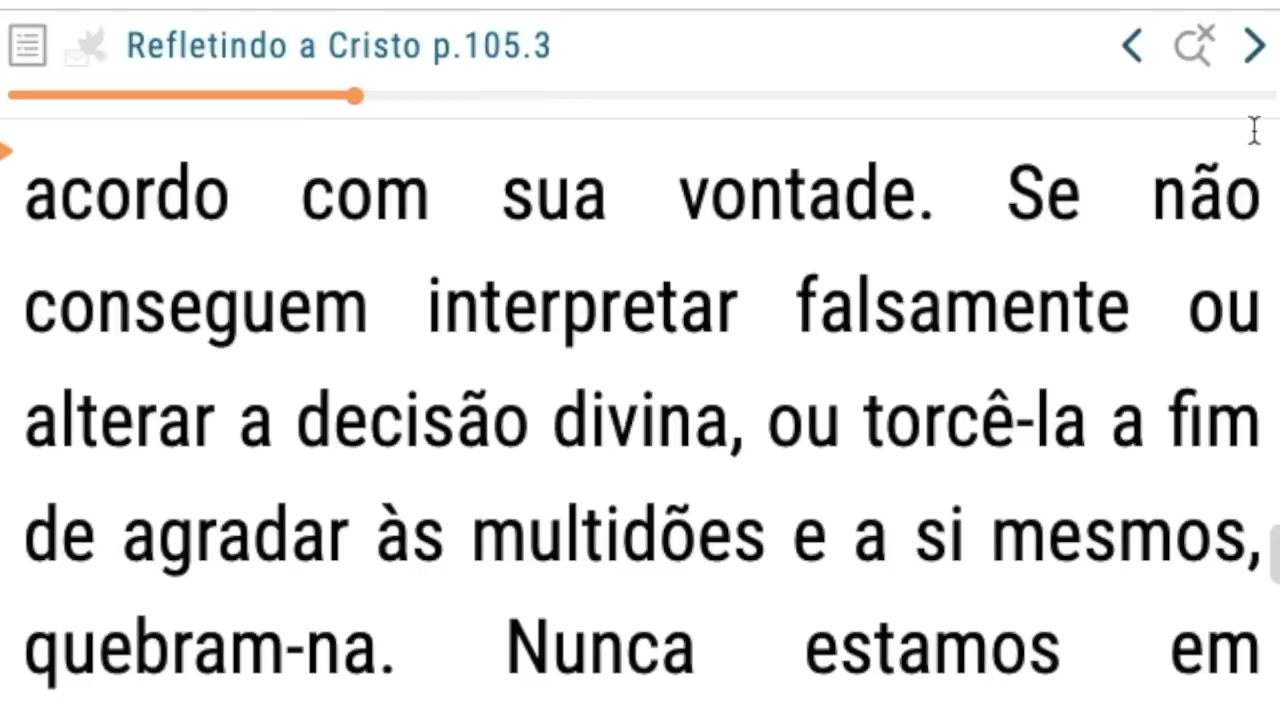 Refletindo a Cristo p.105.3
acordo com sua vontade. Se não
conseguem interpretar falsamente ou
alterar a decisão divina, ou torcê-la a fim
de agradar às multidões e a si mesmos,
quebram-na. Nunca estamos em